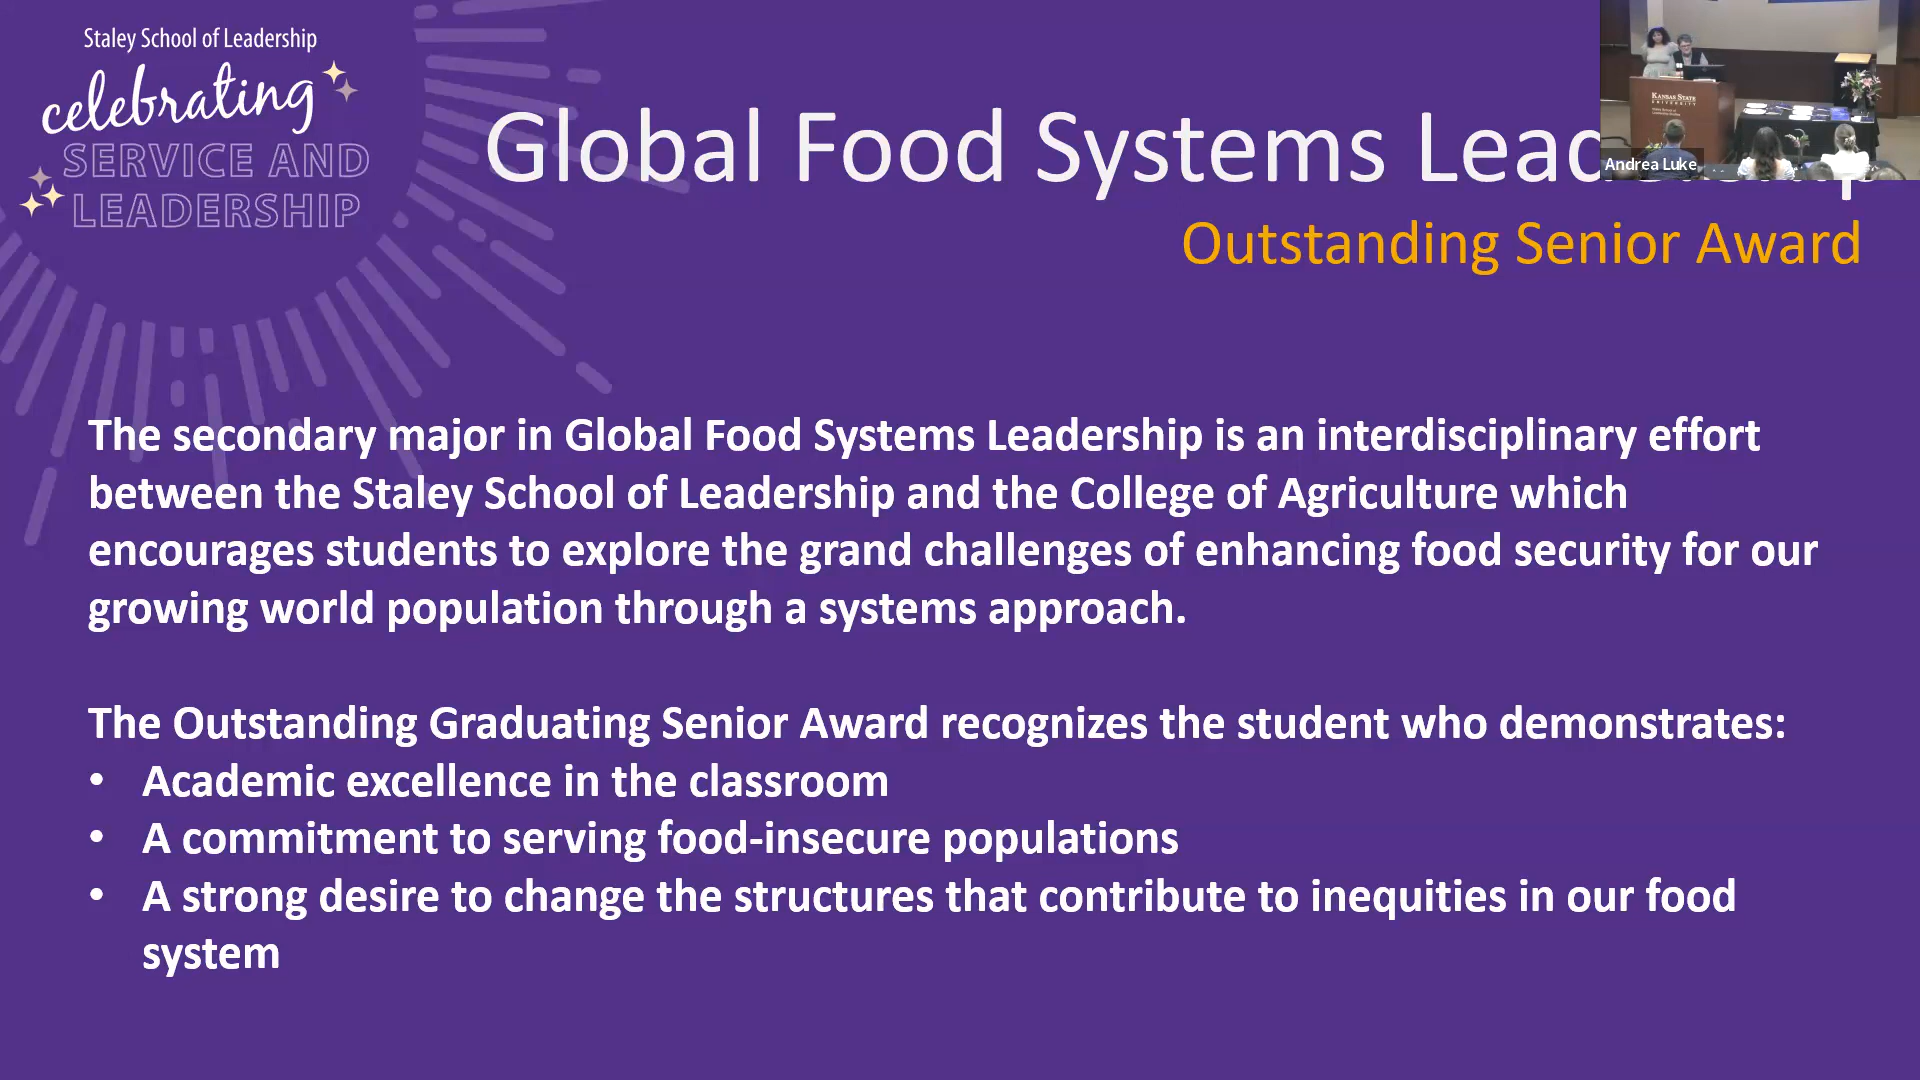 Staley School of Leadership
celebrating
SERVICE AND
LEADERSHIP
Global Food Systems Leadership
Outstanding Senior Award
KANSAS STATE
UNIVERSITY
Andrea Luke
The secondary major in Global Food Systems Leadership is an interdisciplinary effort
between the Staley School of Leadership and the College of Agriculture which
encourages students to explore the grand challenges of enhancing food security for our
growing world population through a systems approach.
The Outstanding Graduating Senior Award recognizes the student who demonstrates:
• Academic excellence in the classroom
• A commitment to serving food-insecure populations
• A strong desire to change the structures that contribute to inequities in our food
system